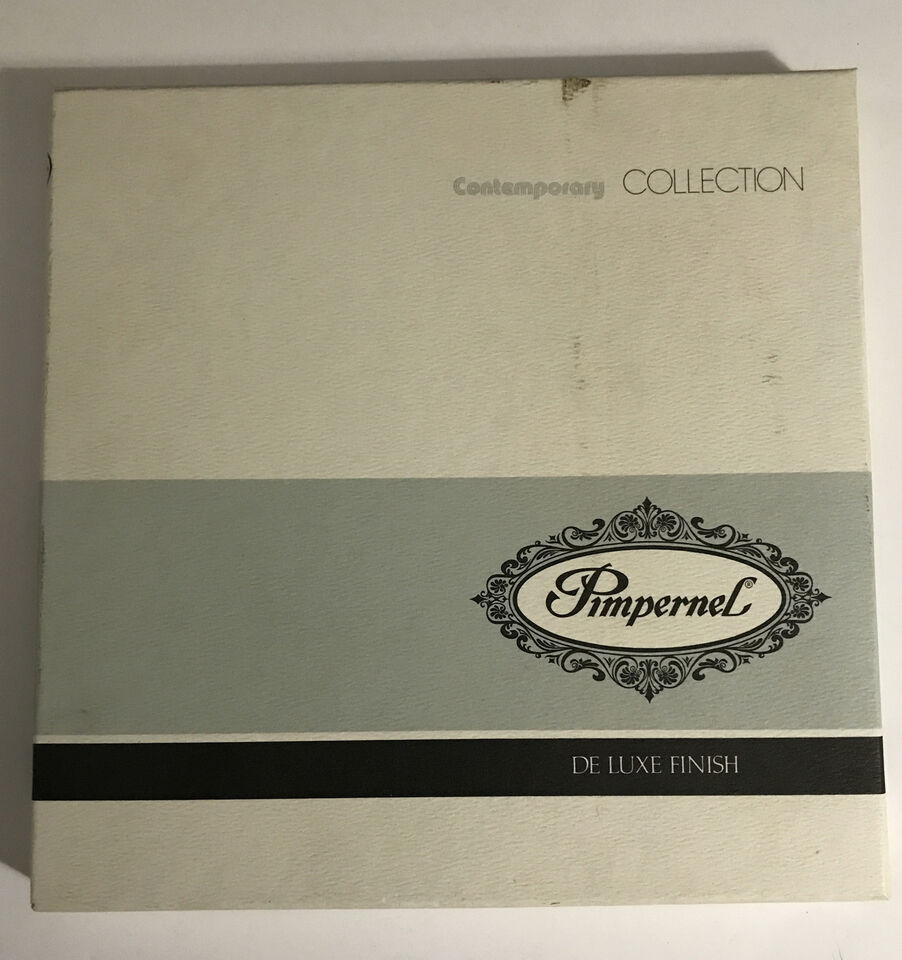 Contemporary COLLECTION
Pimpernel®
DE LUXE FINISH